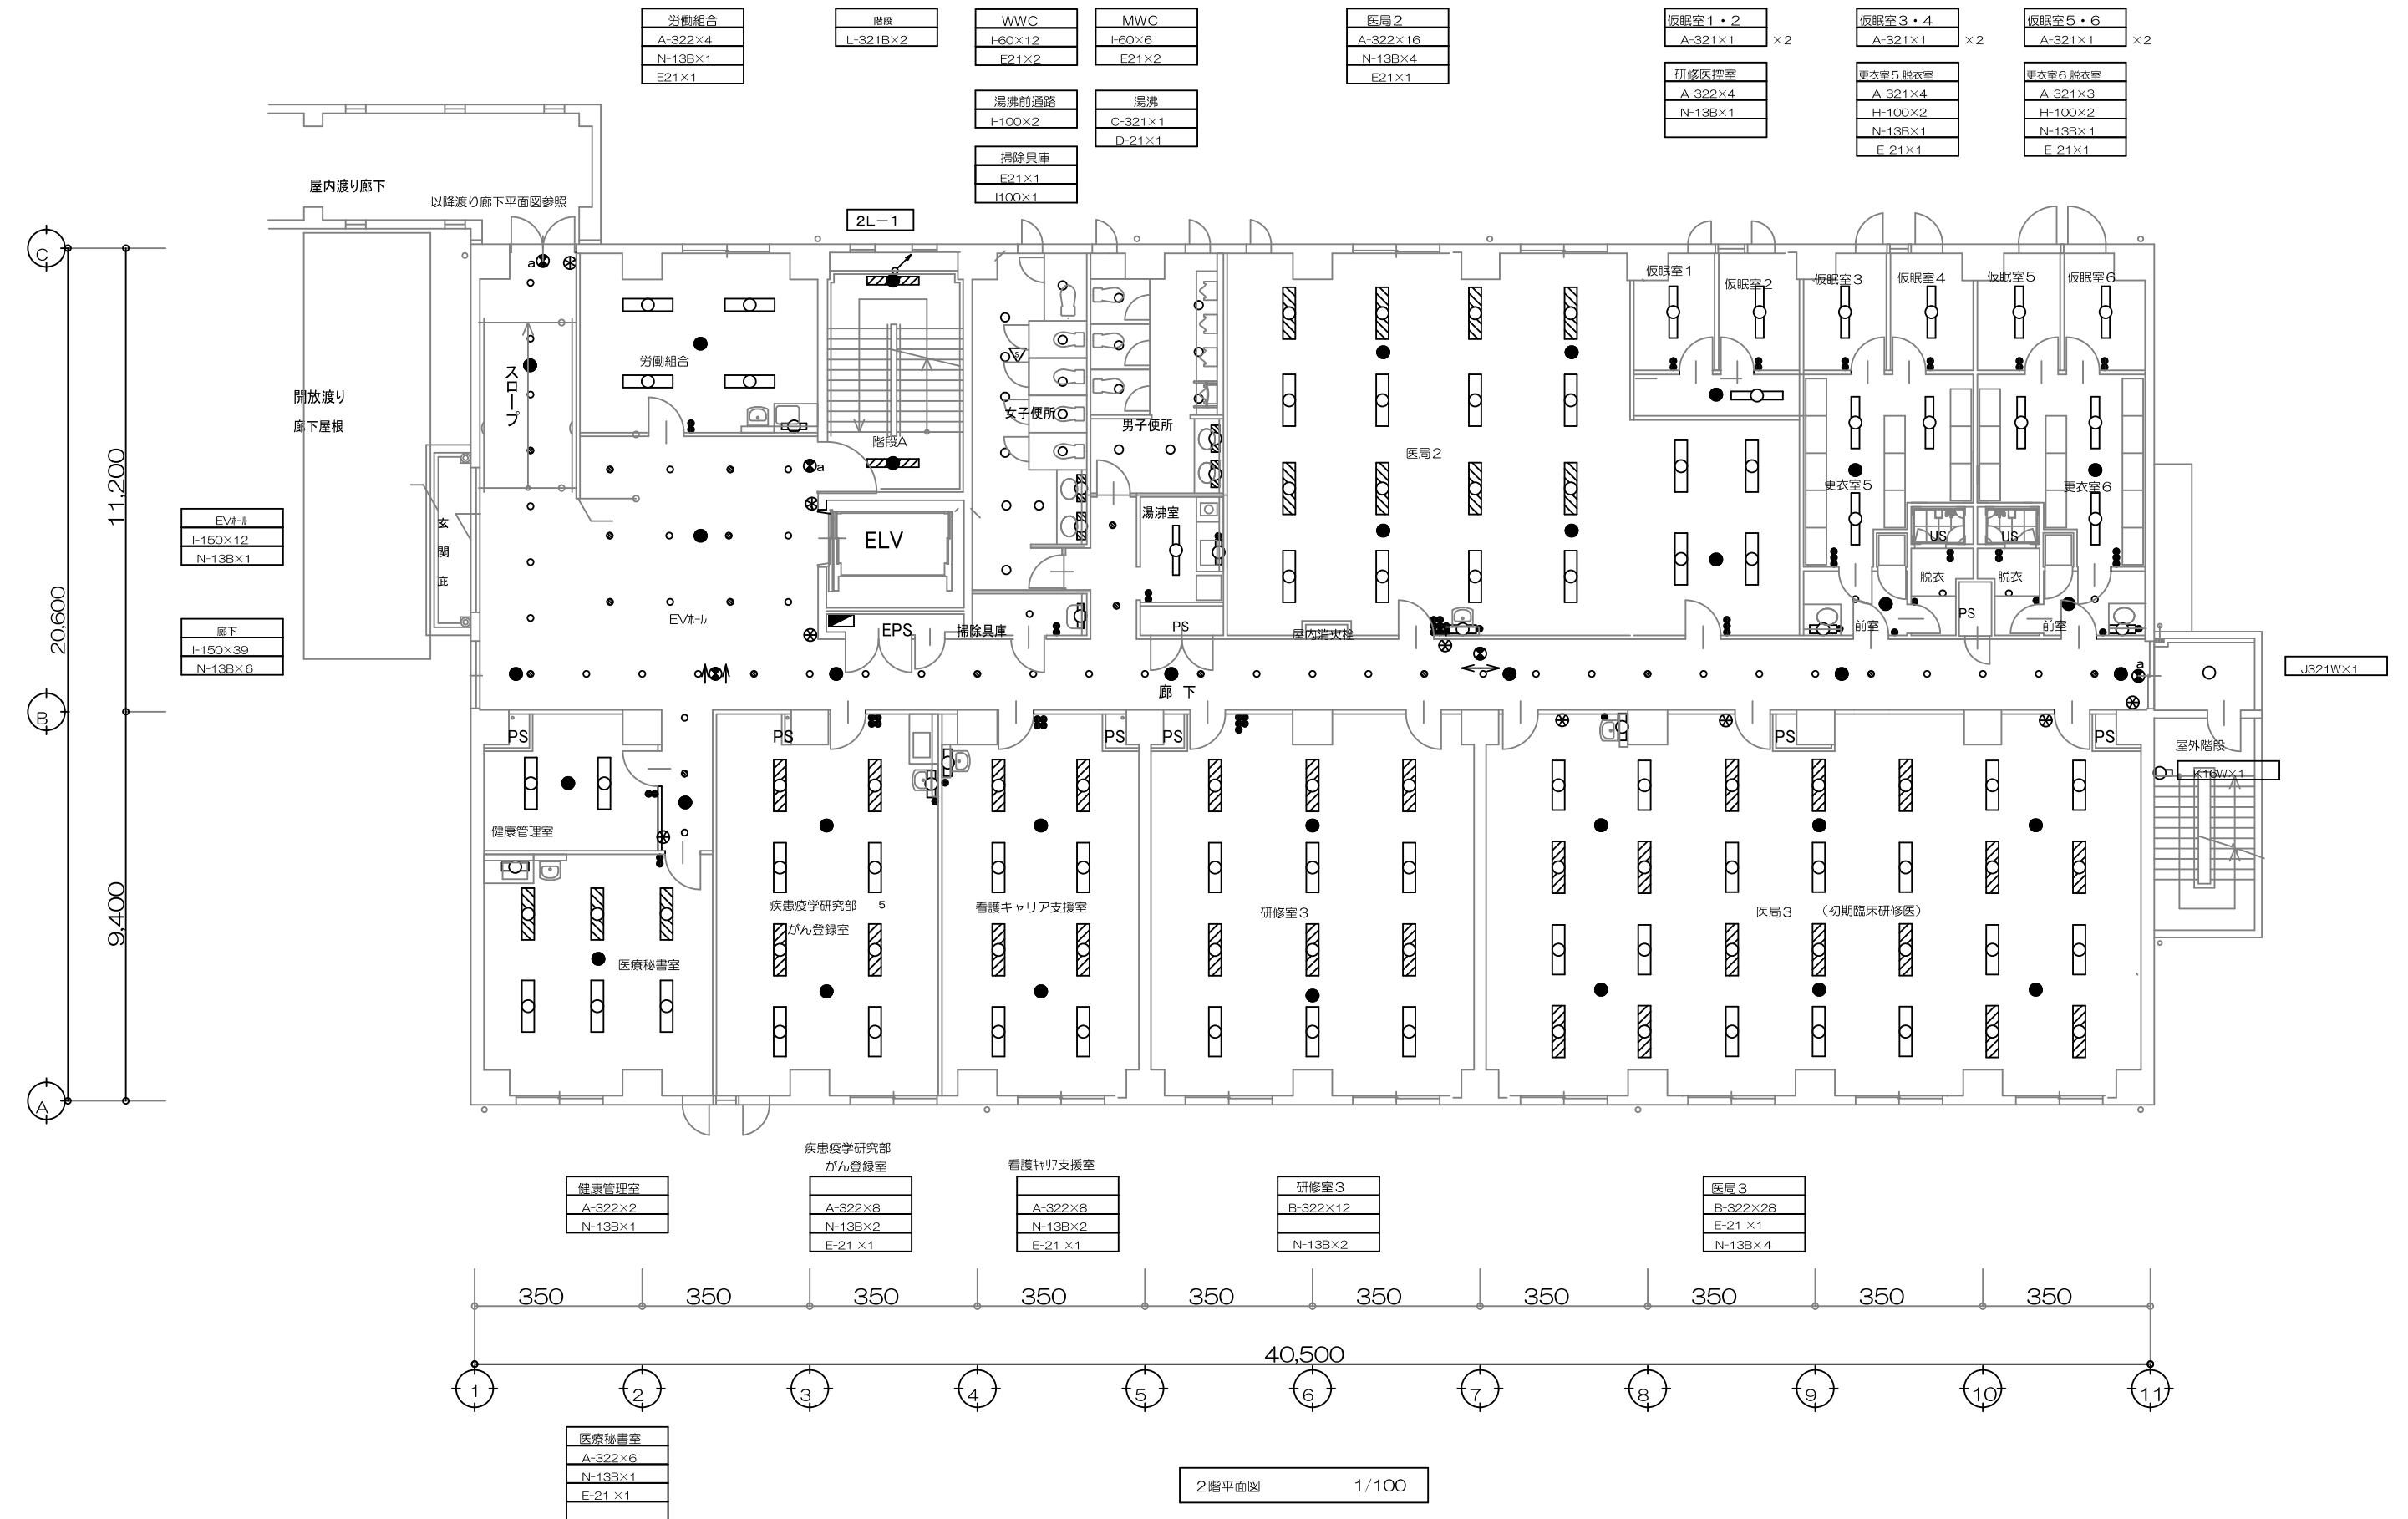 労働組合
A-322×4
N-13B×1
E21×1
階段
L-321B×2
WWC
I-60×12
E21×2
MWC
I-60×6
E21×2
医局2
A-322×16
N-13B×4
E21×1
仮眠室1・2
A-321×1
×2
仮眠室3・4
A-321×1
×2
仮眠室5・6
A-321×1
×2
湯沸前通路
I-100×2
湯沸
C-321×1
D-21×1
研修医控室
A-322×4
N-13B×1
更衣室5,脱衣室
A-321×4
H-100×2
N-13B×1
E-21×1
更衣室6,脱衣室
A-321×3
H-100×2
N-13B×1
E-21×1
掃除具庫
E21×1
I100×1
屋内渡り廊下
以降渡り廊下平面図参照
2L-1
C
a
仮眠室1
仮眠室2
仮眠室3
仮眠室4
仮眠室5
仮眠室6
スロープ
労働組合
S
開放渡り
廊下屋根
女子便所
男子便所
階段A
医局2
a
更衣室5
更衣室6
11,200
EVホール
I-150×12
N-13B×1
玄
関
庇
ELV
湯沸室
US
US
脱衣
脱衣
20,600
廊下
I-150×39
N-13B×6
EVホール
EPS
掃除具庫
PS
屋内消火栓
前室
PS
前室
J321W×1
a
廊 下
B
PS
PS
PS
PS
PS
PS
屋外階段
K16W×1
健康管理室
9,400
疾患疫学研究部 5
がん登録室
看護キャリア支援室
研修室3
医局3 (初期臨床研修医)
医療秘書室
A
疾患疫学研究部
がん登録室
看護ｷｬﾘｱ支援室
健康管理室
A-322×2
N-13B×1
A-322×8
N-13B×2
E-21 ×1
A-322×8
N-13B×2
E-21 ×1
研修室3
B-322×12
N-13B×2
医局3
B-322×28
E-21 ×1
N-13B×4
350 350 350 350 350 350 350 350 350 350
40,500
1 2 3 4 5 6 7 8 9 10 11
医療秘書室
A-322×6
N-13B×1
E-21 ×1
2階平面図 1/100